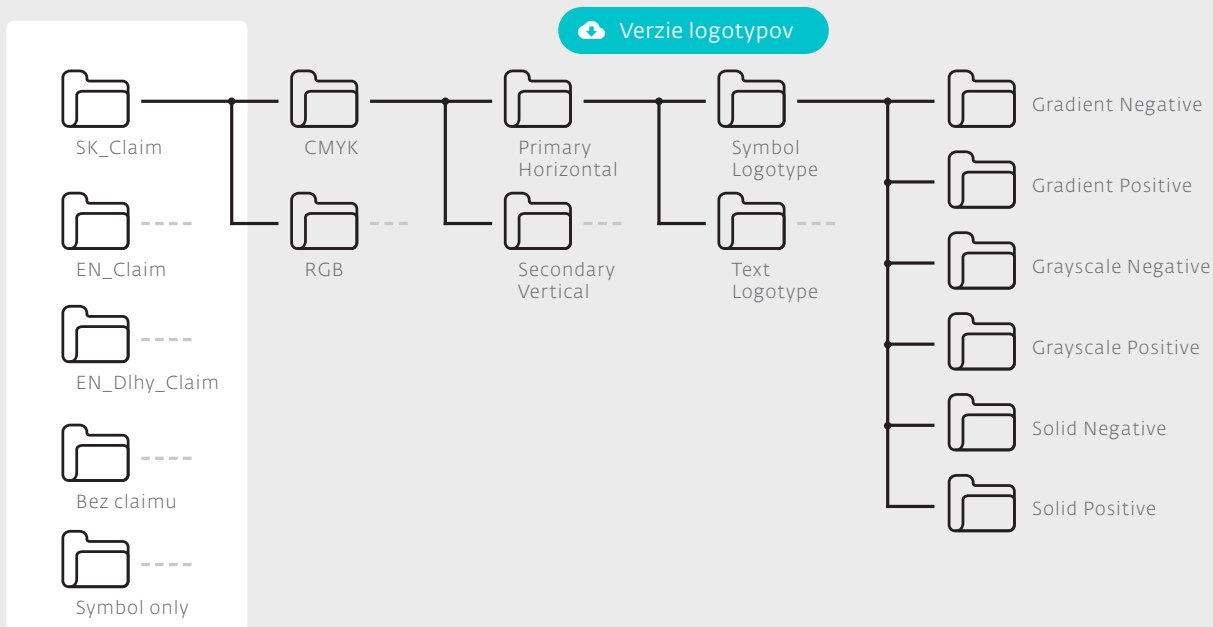 Verzie logotypov
SK_Claim
CMYK
Primary
Horizontal
Symbol
Logotype
Gradient Negative
Gradient Positive
EN_Claim
RGB
Secondary
Vertical
Text
Logotype
Grayscale Negative
Grayscale Positive
EN_Dlhy_Claim
Solid Negative
Bez claimu
Solid Positive
Symbol only